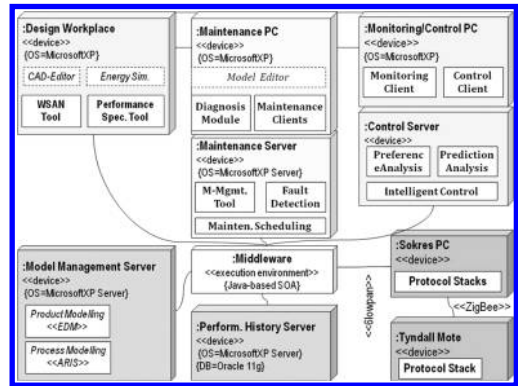 :Design Workplace
<<device>>
{OS=MicrosoftXP}
CAD-Editor
Energy Sim.
WSAN
Tool
Performance
Spec. Tool
:Maintenance PC
<<device>>
{OS=MicrosoftXP}
Model Editor
Diagnosis
Module
Maintenance
Clients
:Monitoring/Control PC
<<device>>
{OS=MicrosoftXP}
Monitoring
Client
Control
Client
:Maintenance Server
<<device>>
{OS=MicrosoftXP Server}
M-Mgmt.
Tool
Fault
Detection
Mainten. Scheduling
:Control Server
<<device>>
Preferenc
eAnalysis
Prediction
Analysis
Intelligent Control
:Model Management Server
<<device>>
{OS=MicrosoftXP Server}
Product Modelling
<<EDM>>
Process Modelling
<<ARIS>>
:Middleware
<<execution environment>>
{Java-based SOA}
:Perform. History Server
<<device>>
{OS=MicrosoftXP Server}
{DB=Oracle 11g}
<<6lowpan>>
:Sokres PC
<<device>>
Protocol Stacks
<<ZigBee>>
:Tyndall Mote
<<device>>
Protocol Stack